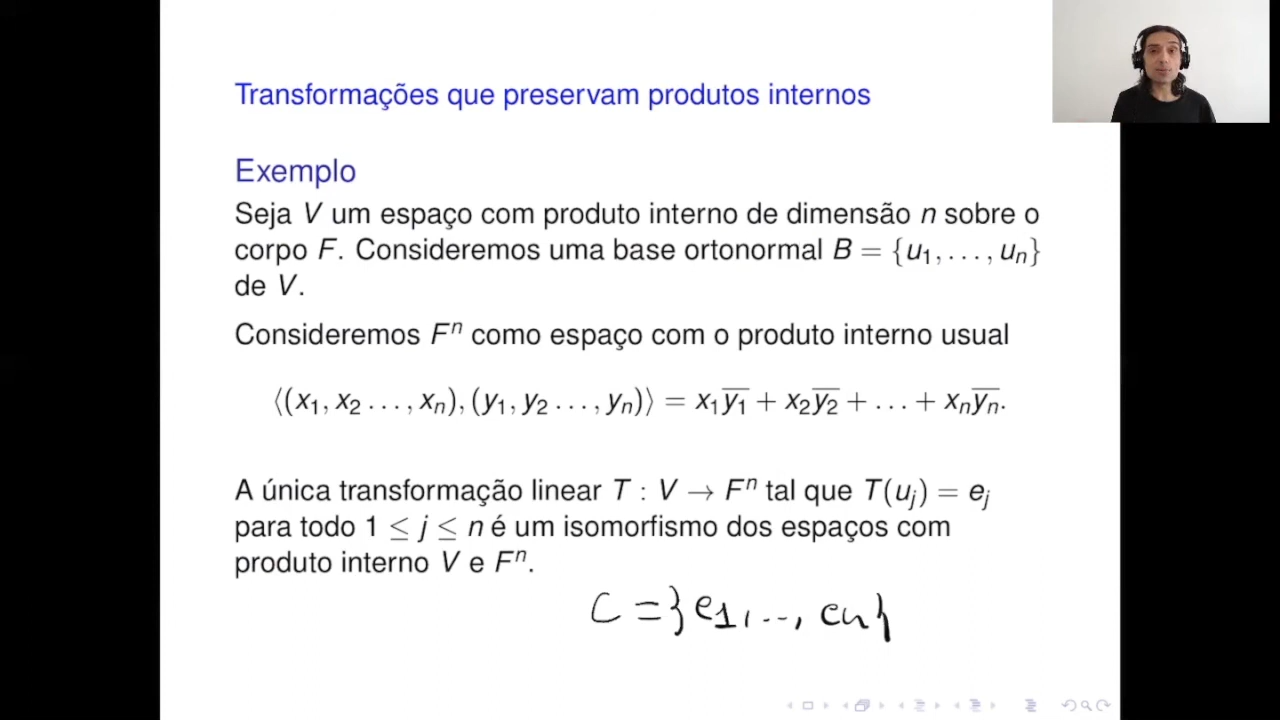 Transformações que preservam produtos internos
Exemplo
Seja V um espaço com produto interno de dimensão n sobre o
corpo F. Consideremos uma base ortonormal B = {u₁, . . . , uₙ}
de V.
Consideremos Fⁿ como espaço com o produto interno usual
⟨(x₁, x₂ . . . , xₙ), (y₁, y₂ . . . , yₙ)⟩ = x₁y̅₁ + x₂y̅₂ + . . . + xₙy̅ₙ.
A única transformação linear T : V → Fⁿ tal que T(uⱼ) = eⱼ
para todo 1 ≤ j ≤ n é um isomorfismo dos espaços com
produto interno V e Fⁿ.
C = {e₁, ..., eₙ}